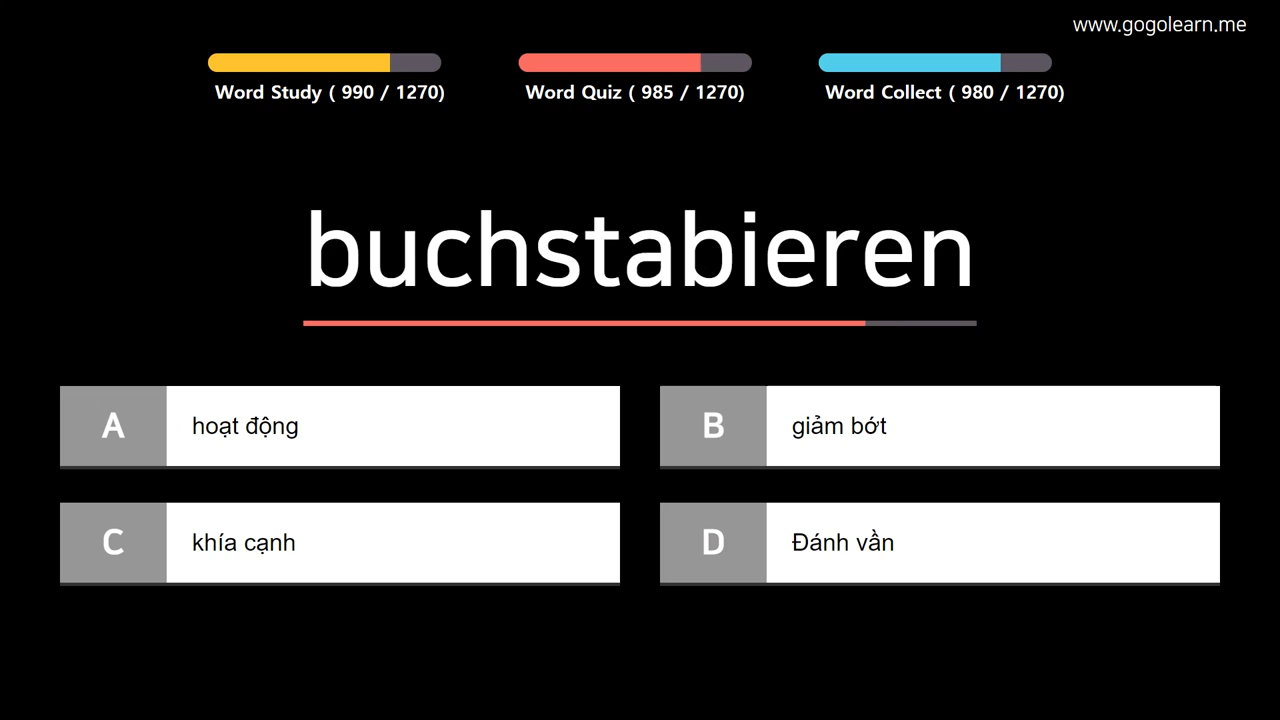 www.gogolearn.me
Word Study ( 990 / 1270)
Word Quiz ( 985 / 1270)
Word Collect ( 980 / 1270)
buchstabieren
A hoạt động
B giảm bớt
C khía cạnh
D Đánh vần